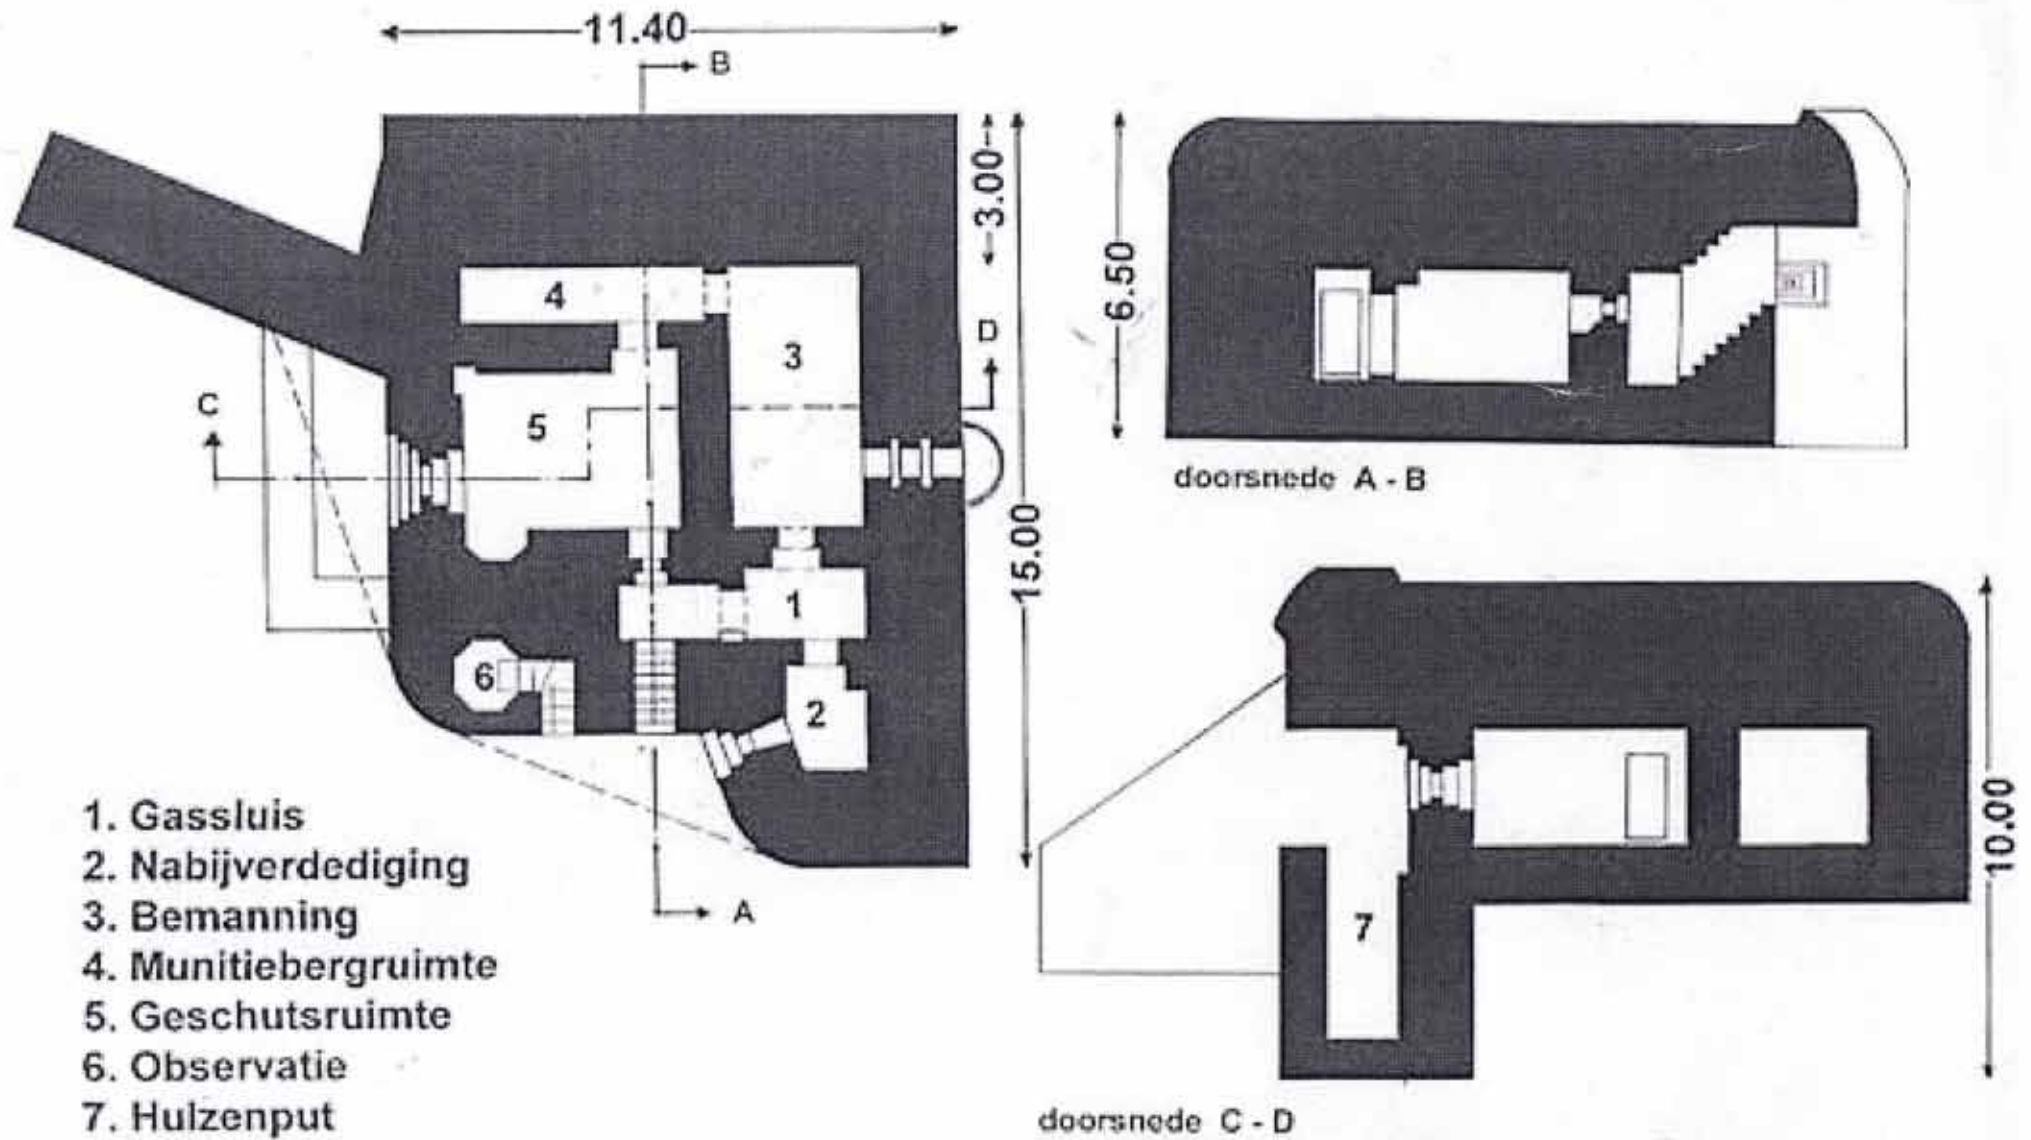 11.40
B
3.00
D
4
3
C
5
15.00
1
6
2
A
6.50
doorsnede A - B
7
10.00
doorsnede C - D
1. Gassluis
2. Nabijverdediging
3. Bemanning
4. Munitiebergruimte
5. Geschutsruimte
6. Observatie
7. Hulzenput